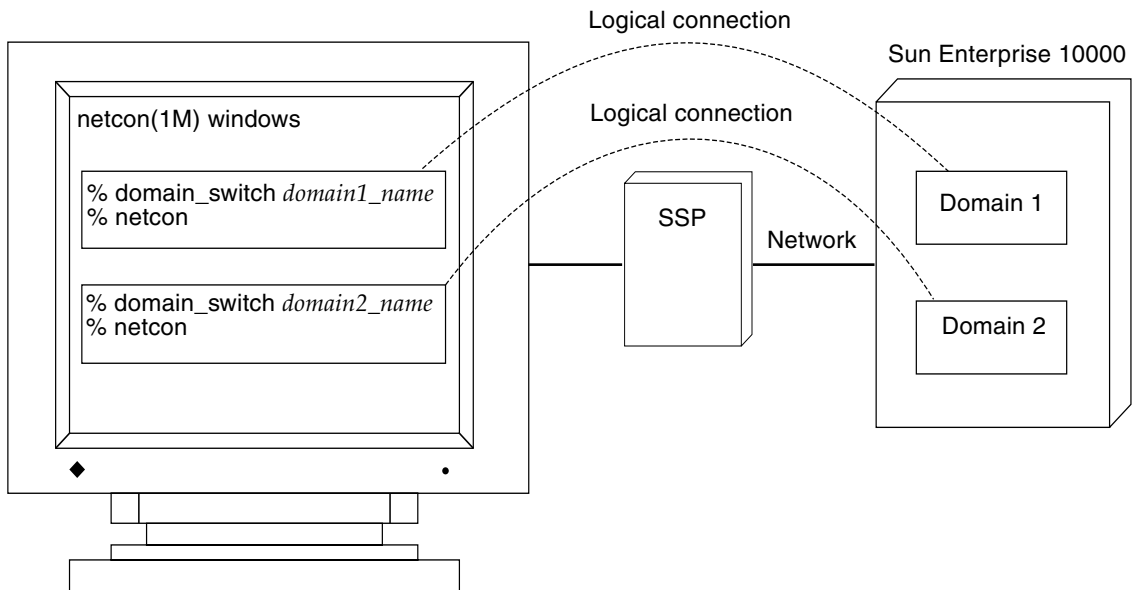 Logical connection
Sun Enterprise 10000
netcon(1M) windows
Logical connection
% domain_switch domain1_name
% netcon
SSP
Network
Domain 1
% domain_switch domain2_name
% netcon
Domain 2